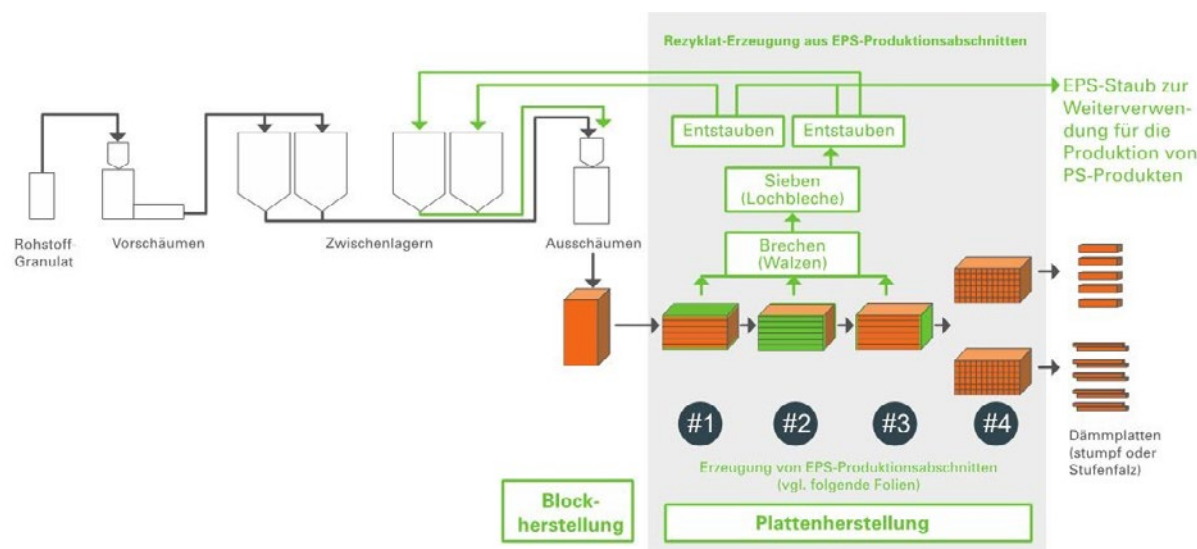 Rezyklat-Erzeugung aus EPS-Produktionsabschnitten
EPS-Staub zur
Weiterverwen-
dung für die
Produktion von
PS-Produkten
Entstauben
Entstauben
Sieben
(Lochbleche)
Brechen
(Walzen)
Rohstoff-
Granulat
Vorschäumen
Zwischenlagern
Ausschäumen
#1
#2
#3
#4
Dämmplatten
(stumpf oder
Stufenfalz)
Erzeugung von EPS-Produktionsabschnitten
(vgl. folgende Folien)
Block-
herstellung
Plattenherstellung